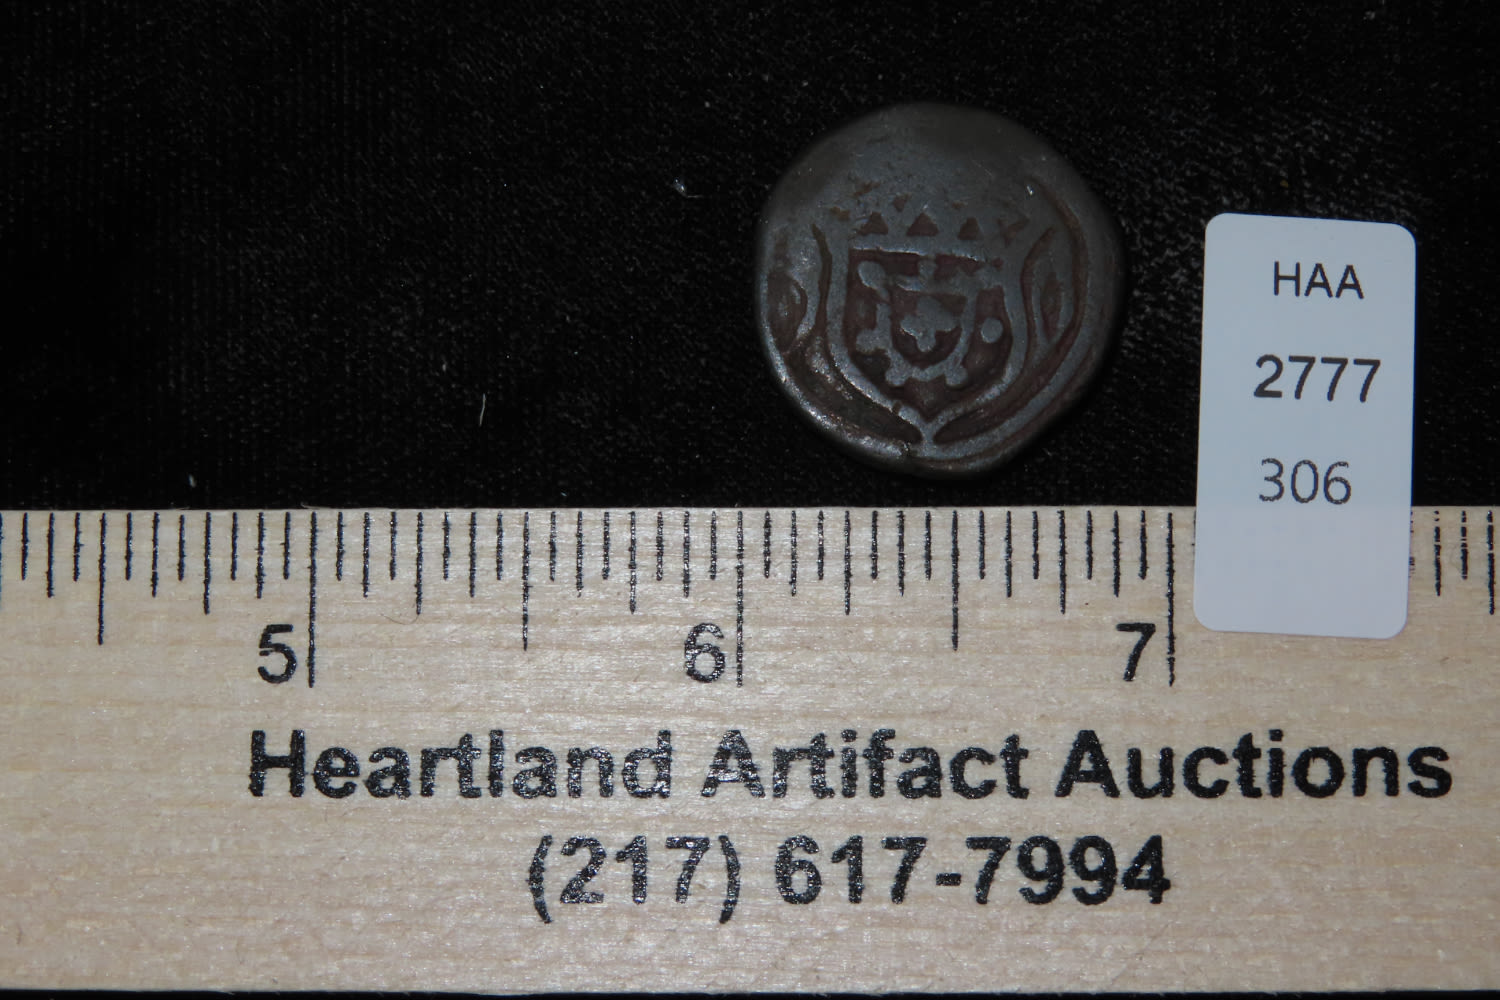 HAA
2777
306
5 6 7
Heartland Artifact Auctions
(217) 617-7994